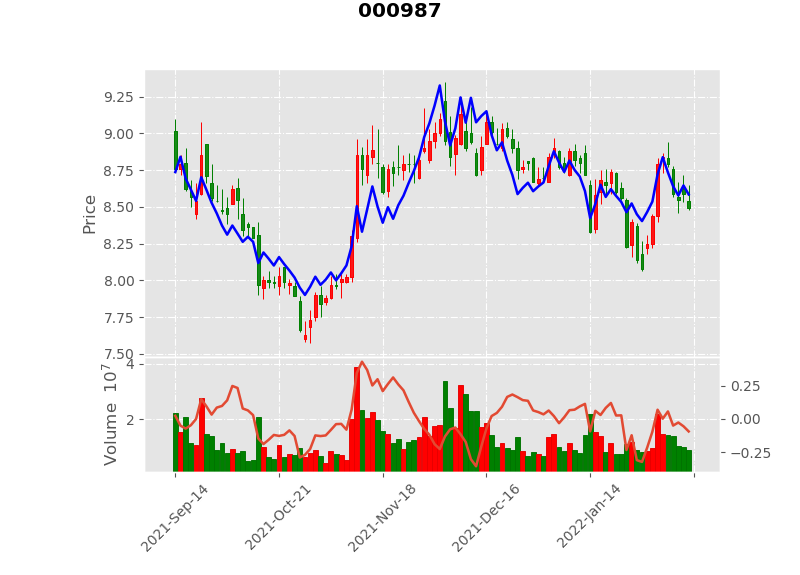 000987
9.25
9.00
8.75
8.50
8.25
8.00
7.75
7.50
Price
4
2
Volume 10^7
0.25
0.00
−0.25
2021-Sep-14
2021-Oct-21
2021-Nov-18
2021-Dec-16
2022-Jan-14